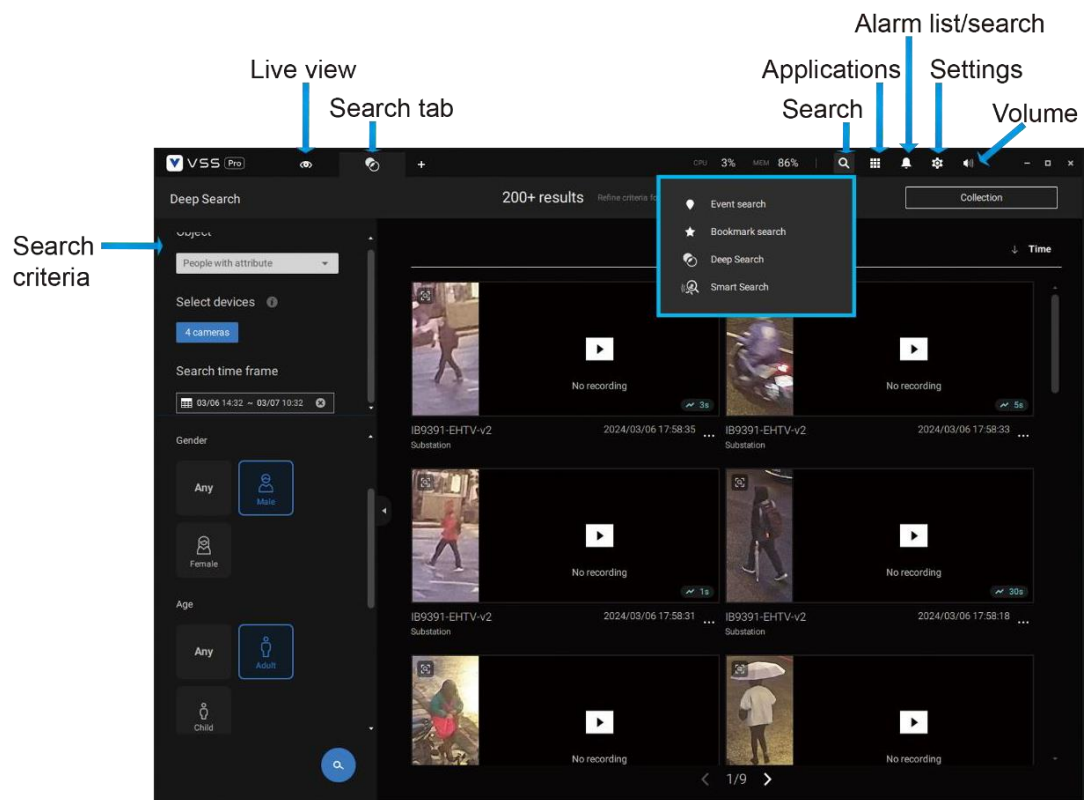 Alarm list/search
Live view
Applications
Settings
Search tab
Search
Volume
VSS Pro
CPU 3% MEM 86%
Deep Search
200+ results Refine criteria fo
Collection
Event search
Bookmark search
Deep Search
Smart Search
Search
criteria
Object
People with attribute
Time
Select devices
4 cameras
Search time frame
03/06 14:32 ~ 03/07 10:32
No recording
No recording
3s
5s
IB9391-EHTV-v2 2024/03/06 17:58:35 ...
Substation
IB9391-EHTV-v2 2024/03/06 17:58:33 ...
Substation
Gender
Any
Male
Female
No recording
No recording
1s
30s
IB9391-EHTV-v2 2024/03/06 17:58:31 ...
Substation
IB9391-EHTV-v2 2024/03/06 17:58:18 ...
Substation
Age
Any
Adult
Child
No recording
No recording
1/9